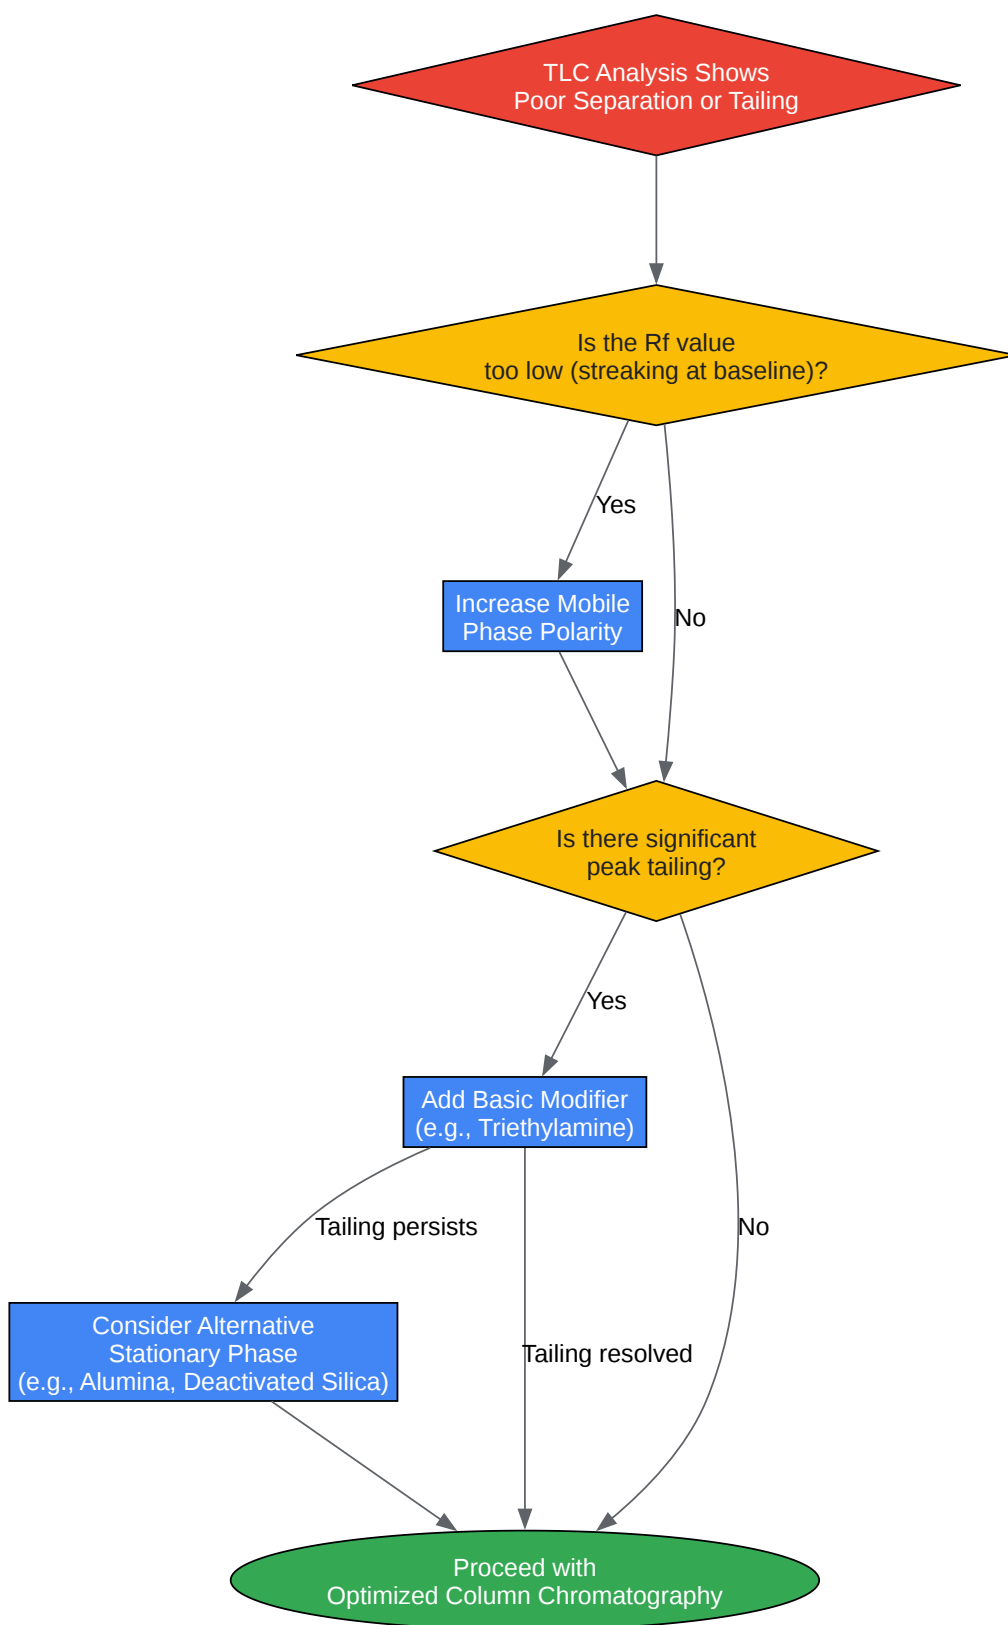 TLC Analysis Shows
Poor Separation or Tailing
Is the Rf value
too low (streaking at baseline)?
Yes
Increase Mobile
Phase Polarity
No
Is there significant
peak tailing?
Yes
Add Basic Modifier
(e.g., Triethylamine)
Tailing persists
No
Consider Alternative
Stationary Phase
(e.g., Alumina, Deactivated Silica)
Tailing resolved
Proceed with
Optimized Column Chromatography